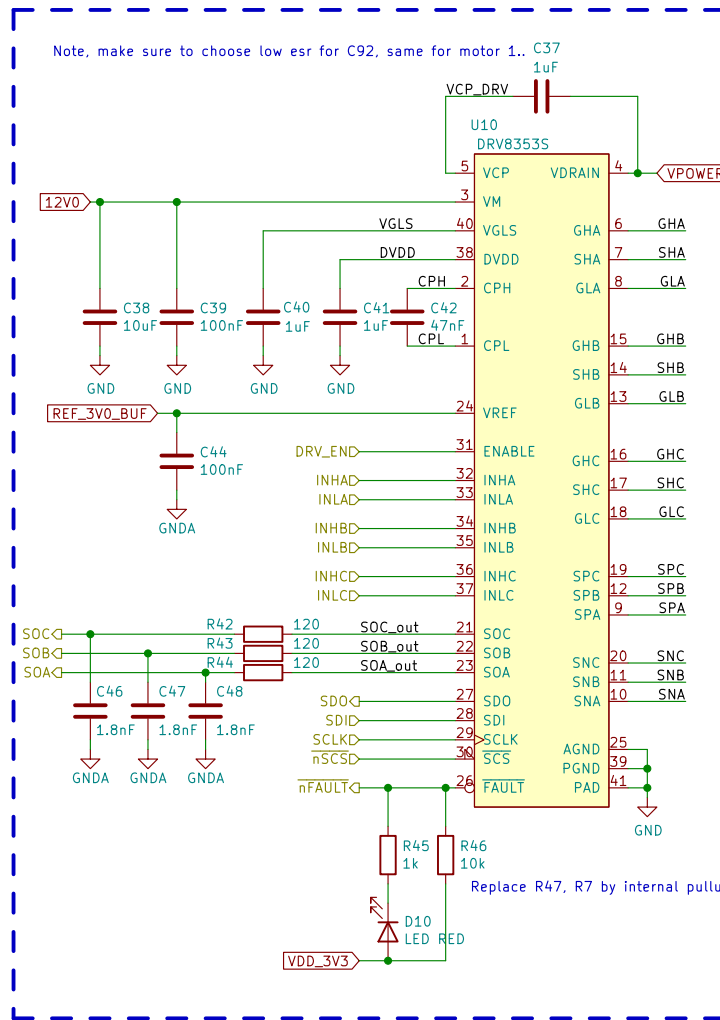 Note, make sure to choose low esr for C92, same for motor 1..
C37
1uF
VCP_DRV
U10
DRV8353S
5 VCP VDRAIN 4 VPOWER
12V0 3 VM
VGLS 40 VGLS GHA 6 GHA
DVDD 38 DVDD SHA 7 SHA
CPH 2 CPH GLA 8 GLA
C38 C39 C40 C41 C42
10uF 100nF 1uF 1uF 47nF
CPL 1 CPL GHB 15 GHB
SHB 14 SHB
GND GND GND GND
GLB 13 GLB
REF_3V0_BUF 24 VREF
C44
100nF
DRV_EN 31 ENABLE
GHC 16 GHC
INHA 32 INHA
SHC 17 SHC
INLA 33 INLA
GLC 18 GLC
GNDA
INHB 34 INHB
INLB 35 INLB
INHC 36 INHC SPC 19 SPC
INLC 37 INLC SPB 12 SPB
SPA 9 SPA
R42 120
SOC SOC_out 21 SOC
R43 120
SOB SOB_out 22 SOB
R44 120
SNC 20 SNC
SOA SOA_out 23 SOA
SNB 11 SNB
C46 C47 C48
SDO 27 SDO SNA 10 SNA
SDI 28 SDI
1.8nF 1.8nF 1.8nF
SCLK 29 SCLK
AGND 25
nSCS 30 SCS
PGND 39
GNDA GNDA GNDA
nFAULT 26 FAULT PAD 41
GND
R45 R46
1k 10k
Replace R47, R7 by internal pullu
D10
LED RED
VDD_3V3